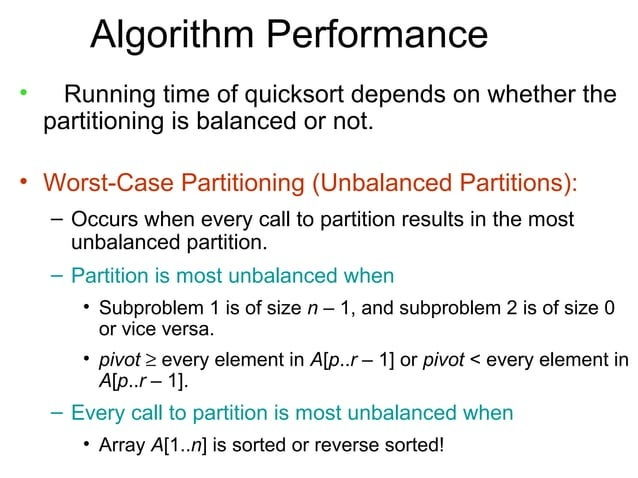 Algorithm Performance
• Running time of quicksort depends on whether the
partitioning is balanced or not.
• Worst-Case Partitioning (Unbalanced Partitions):
– Occurs when every call to partition results in the most
unbalanced partition.
– Partition is most unbalanced when
• Subproblem 1 is of size n – 1, and subproblem 2 is of size 0
or vice versa.
• pivot ≥ every element in A[p..r – 1] or pivot < every element in
A[p..r – 1].
– Every call to partition is most unbalanced when
• Array A[1..n] is sorted or reverse sorted!